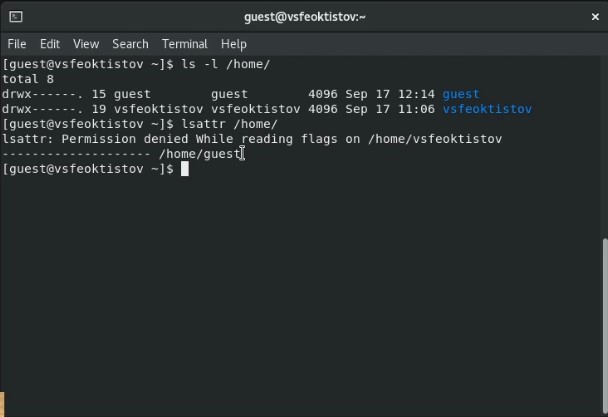 guest@vsfeoktistov:~
File Edit View Search Terminal Help
[guest@vsfeoktistov ~]$ ls -l /home/
total 8
drwx------. 15 guest        guest        4096 Sep 17 12:14 guest
drwx------. 19 vsfeoktistov vsfeoktistov 4096 Sep 17 11:06 vsfeoktistov
[guest@vsfeoktistov ~]$ lsattr /home/
lsattr: Permission denied While reading flags on /home/vsfeoktistov
-------------------- /home/guest
[guest@vsfeoktistov ~]$